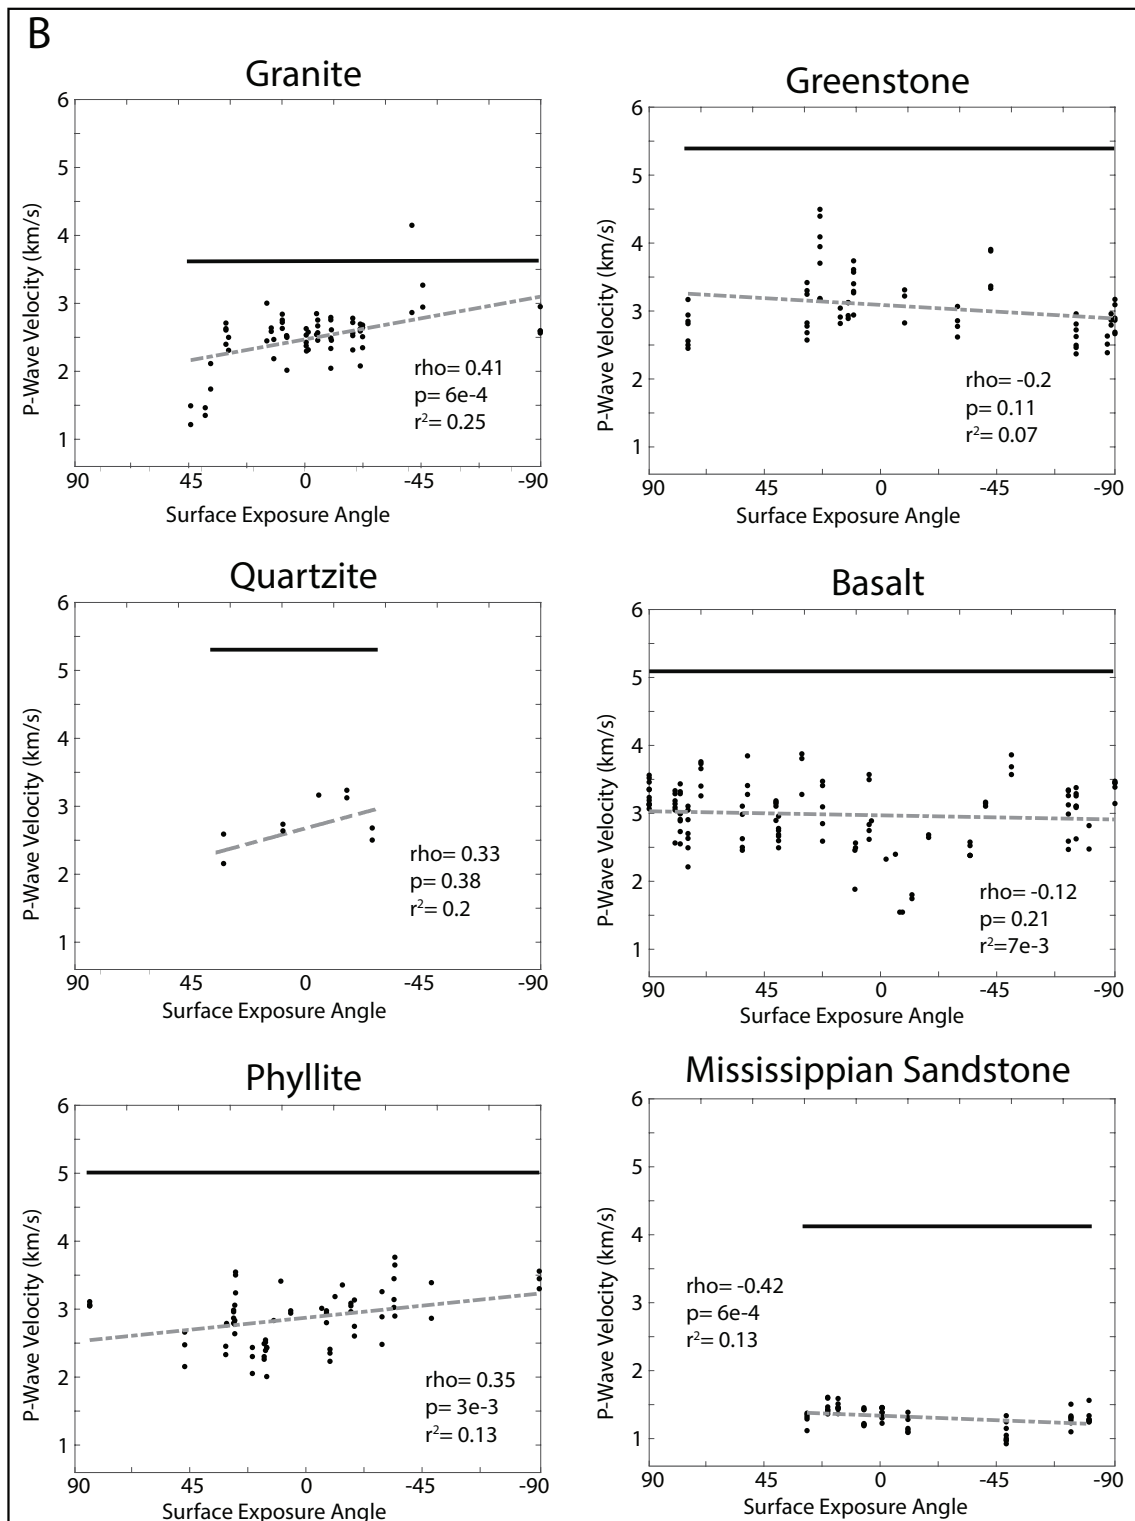 B
Granite
6
5
4
3
2
1
P-Wave Velocity (km/s)
rho= 0.41
p= 6e-4
r²= 0.25
90 45 0 -45 -90
Surface Exposure Angle
Greenstone
6
5
4
3
2
1
P-Wave Velocity (km/s)
rho= -0.2
p= 0.11
r²= 0.07
90 45 0 -45 -90
Surface Exposure Angle
Quartzite
6
5
4
3
2
1
P-Wave Velocity (km/s)
rho= 0.33
p= 0.38
r²= 0.2
90 45 0 -45 -90
Surface Exposure Angle
Basalt
6
5
4
3
2
1
P-Wave Velocity (km/s)
rho= -0.12
p= 0.21
r²=7e-3
90 45 0 -45 -90
Surface Exposure Angle
Phyllite
6
5
4
3
2
1
P-Wave Velocity (km/s)
rho= 0.35
p= 3e-3
r²= 0.13
90 45 0 -45 -90
Surface Exposure Angle
Mississippian Sandstone
6
5
4
3
2
1
P-Wave Velocity (km/s)
rho= -0.42
p= 6e-4
r²= 0.13
90 45 0 -45 -90
Surface Exposure Angle